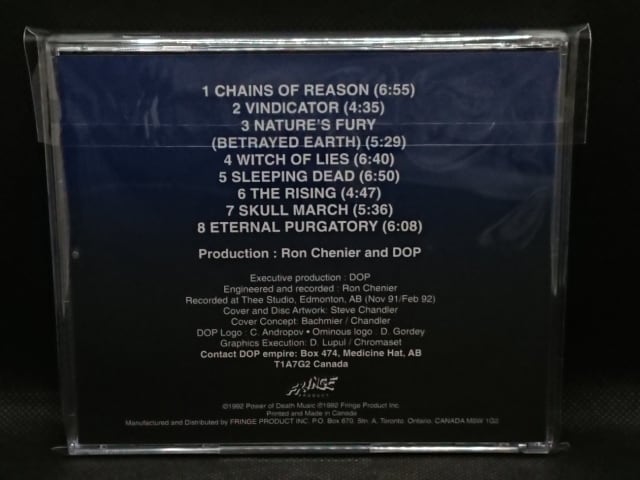 1 CHAINS OF REASON (6:55)
2 VINDICATOR (4:35)
3 NATURE'S FURY
(BETRAYED EARTH) (5:29)
4 WITCH OF LIES (6:40)
5 SLEEPING DEAD (6:50)
6 THE RISING (4:47)
7 SKULL MARCH (5:36)
8 ETERNAL PURGATORY (6:08)
Production : Ron Chenier and DOP
Executive production : DOP
Engineered and recorded : Ron Chenier
Recorded at Thee Studio, Edmonton, AB (Nov 91/Feb 92)
Cover and Disc Artwork: Steve Chandler
Cover Concept: Bachmier / Chandler
DOP Logo : C. Andropov • Ominous logo : D. Gordey
Graphics Execution: D. Lupul / Chromaset
Contact DOP empire: Box 474, Medicine Hat, AB
T1A7G2 Canada
FRINGE
PRODUCT
©1992 Power of Death Music ℗1992 Fringe Product Inc.
Printed and Made in Canada
Manufactured and Distributed by FRINGE PRODUCT INC. P.O. Box 670, Stn. A. Toronto. Ontario. CANADA M5W 1G2